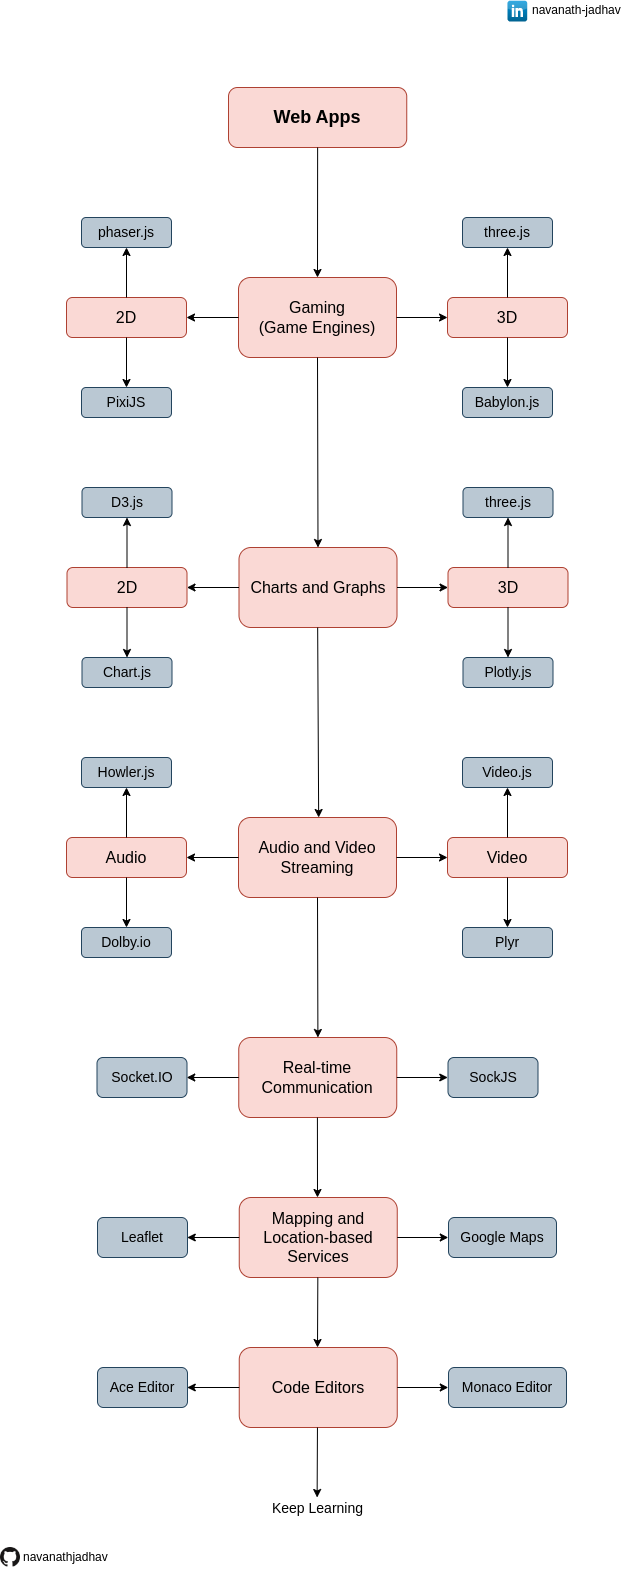 in navanath-jadhav
Web Apps
phaser.js
three.js
2D
Gaming
(Game Engines)
3D
PixiJS
Babylon.js
D3.js
three.js
2D
Charts and Graphs
3D
Chart.js
Plotly.js
Howler.js
Video.js
Audio
Audio and Video
Streaming
Video
Dolby.io
Plyr
Socket.IO
Real-time
Communication
SockJS
Leaflet
Mapping and
Location-based
Services
Google Maps
Ace Editor
Code Editors
Monaco Editor
Keep Learning
navanathjadhav